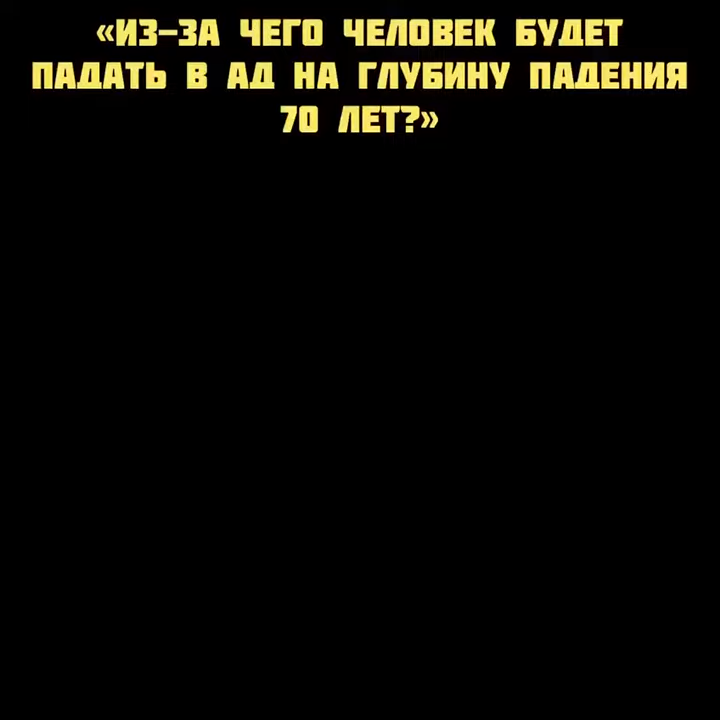 «ИЗ-ЗА ЧЕГО ЧЕЛОВЕК БУДЕТ
ПАДАТЬ В АД НА ГЛУБИНУ ПАДЕНИЯ
70 ЛЕТ?»